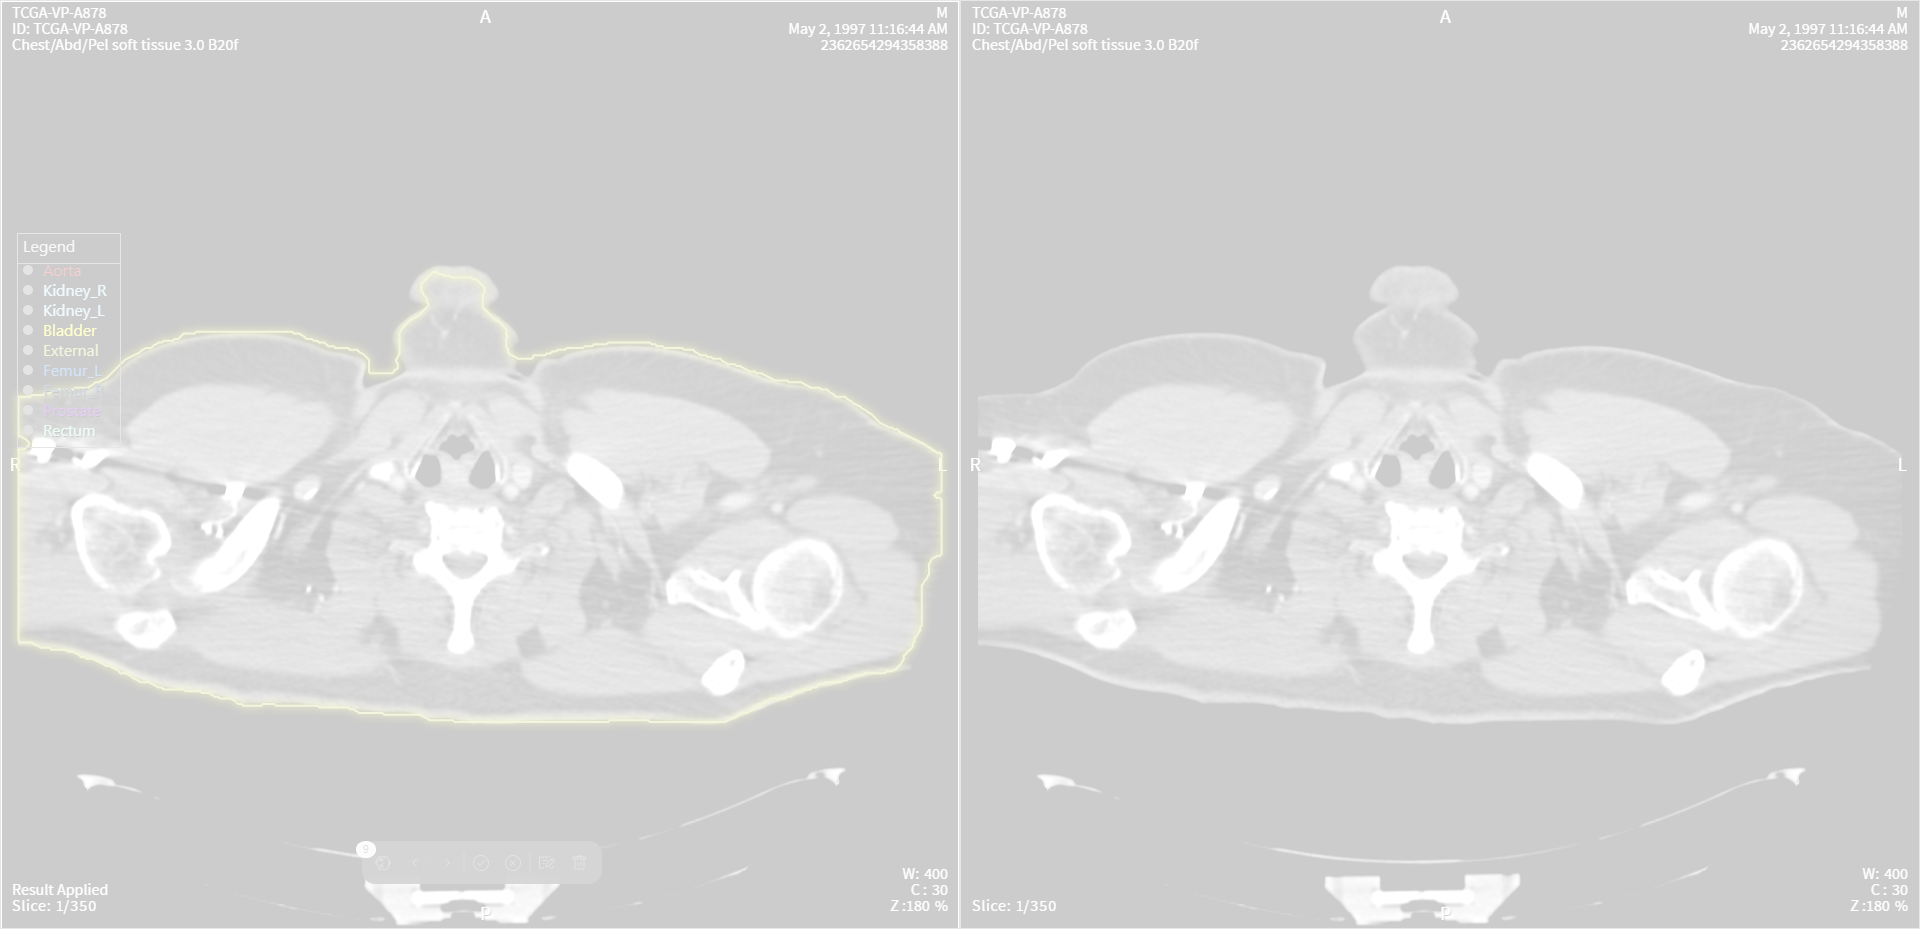 TCGA-VP-A878
ID: TCGA-VP-A878
Chest/Abd/Pel soft tissue 3.0 B20f
A
M
May 2, 1997 11:16:44 AM
2362654294358388
Legend
Aorta
Kidney_R
Kidney_L
Bladder
External
Femur_L
Femur_R
Prostate
Rectum
R
L
9
Result Applied
Slice: 1/350
P
W: 400
C: 30
Z:180 %
TCGA-VP-A878
ID: TCGA-VP-A878
Chest/Abd/Pel soft tissue 3.0 B20f
A
M
May 2, 1997 11:16:44 AM
2362654294358388
R
L
Slice: 1/350
P
W: 400
C: 30
Z:180 %